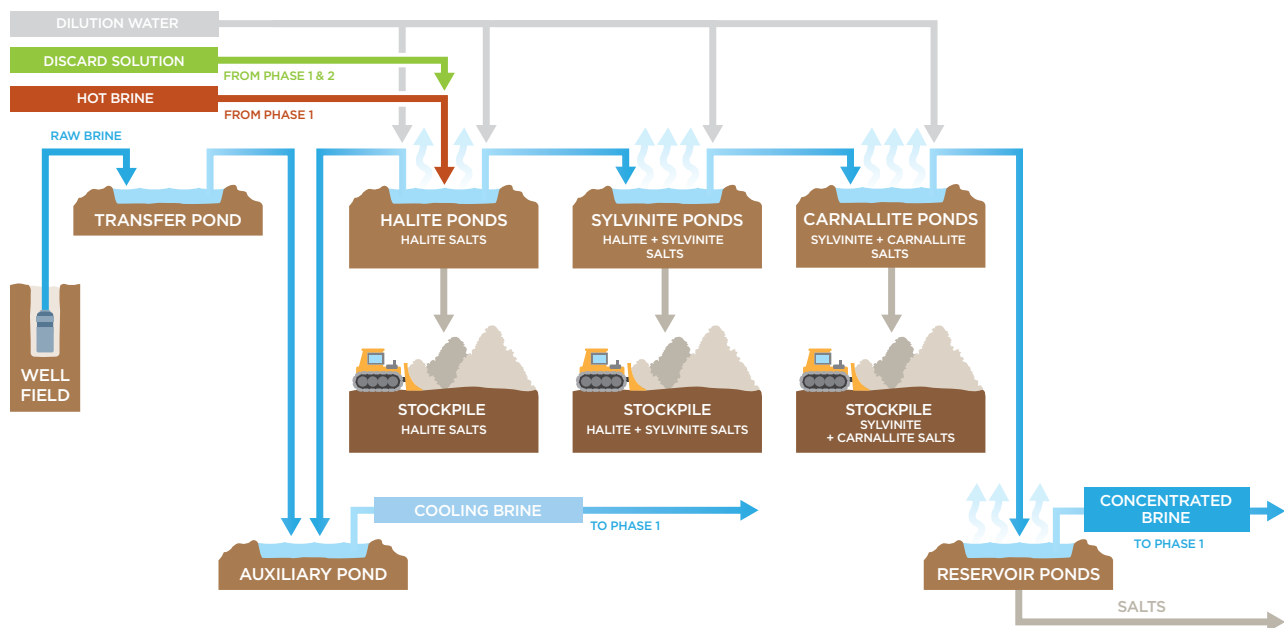 DILUTION WATER
DISCARD SOLUTION
FROM PHASE 1 & 2
HOT BRINE
FROM PHASE 1
RAW BRINE
TRANSFER POND
HALITE PONDS
HALITE SALTS
SYLVINITE PONDS
HALITE + SYLVINITE
SALTS
CARNALLITE PONDS
SYLVINITE + CARNALLITE
SALTS
WELL
FIELD
STOCKPILE
HALITE SALTS
STOCKPILE
HALITE + SYLVINITE SALTS
STOCKPILE
SYLVINITE
+ CARNALLITE SALTS
COOLING BRINE
TO PHASE 1
CONCENTRATED
BRINE
TO PHASE 1
AUXILIARY POND
RESERVOIR PONDS
SALTS